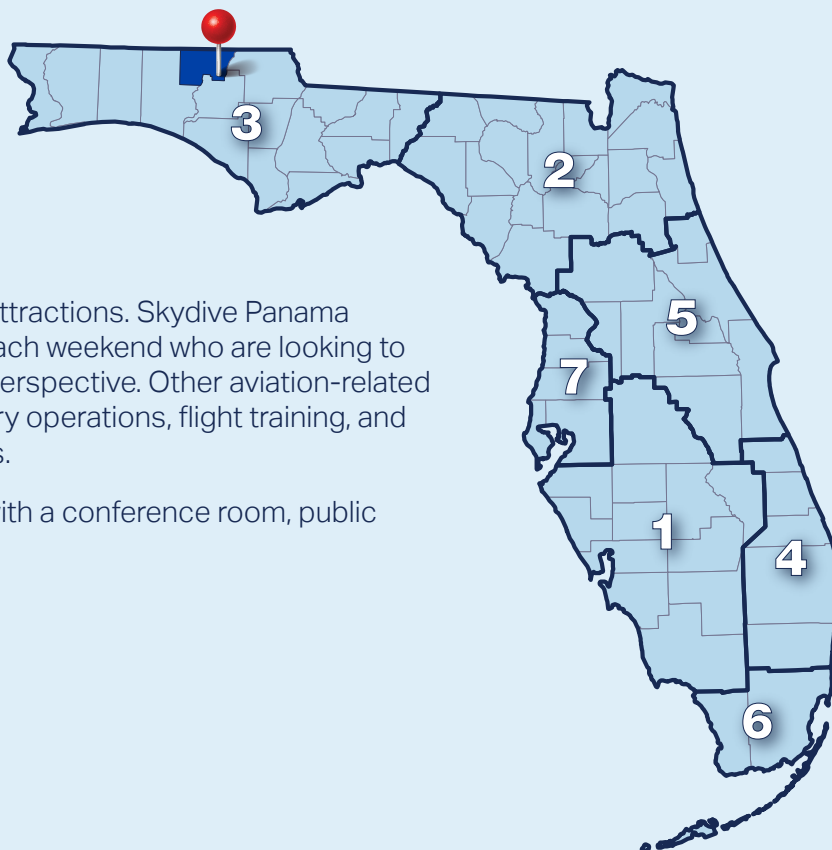 3
2
ttractions. Skydive Panama
ach weekend who are looking to
erspective. Other aviation-related
ry operations, flight training, and
s.
vith a conference room, public
5
7
1
4
6